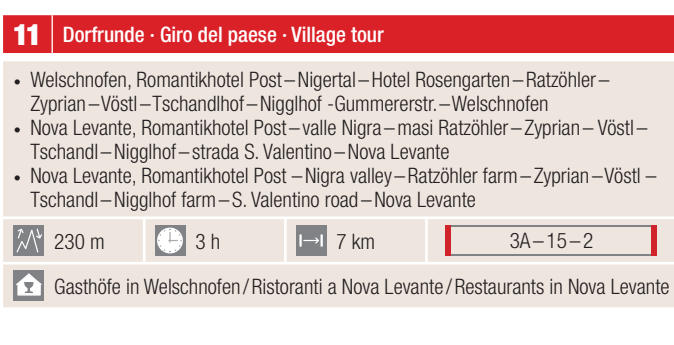 11 Dorfrunde · Giro del paese · Village tour
• Welschnofen, Romantikhotel Post – Nigertal – Hotel Rosengarten – Ratzöhler –
Zyprian – Vöstl – Tschandlhof – Nigglhof -Gummererstr. – Welschnofen
• Nova Levante, Romantikhotel Post – valle Nigra – masi Ratzöhler – Zyprian – Vöstl –
Tschandl – Nigglhof – strada S. Valentino – Nova Levante
• Nova Levante, Romantikhotel Post – Nigra valley – Ratzöhler farm – Zyprian – Vöstl –
Tschandl – Nigglhof farm – S. Valentino road – Nova Levante
230 m 3 h 7 km 3A – 15 – 2
Gasthöfe in Welschnofen / Ristoranti a Nova Levante / Restaurants in Nova Levante